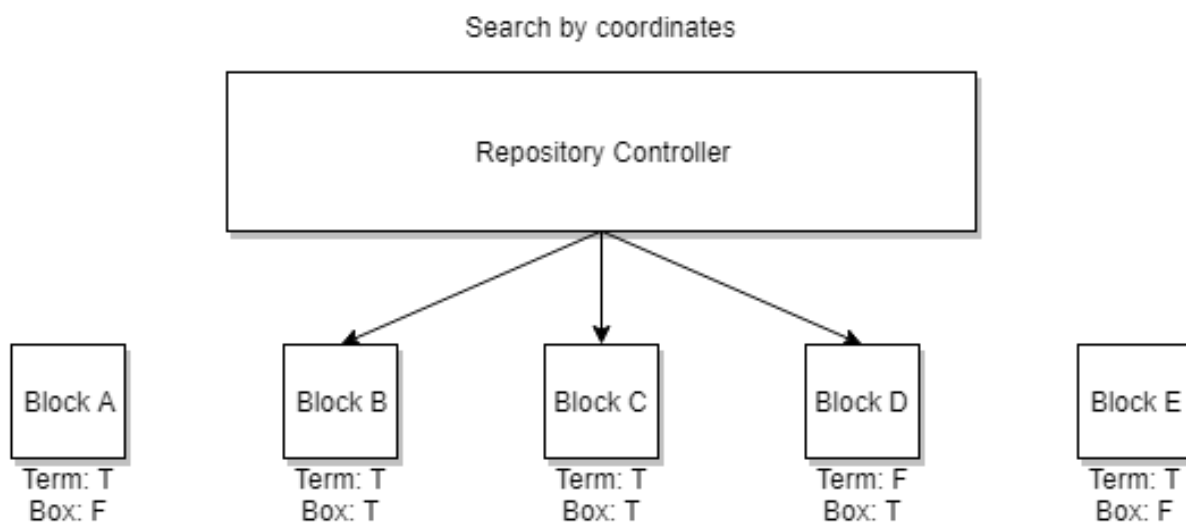 Search by coordinates
Repository Controller
Block A
Block B
Block C
Block D
Block E
Term: T
Box: F
Term: T
Box: T
Term: T
Box: T
Term: F
Box: T
Term: T
Box: F